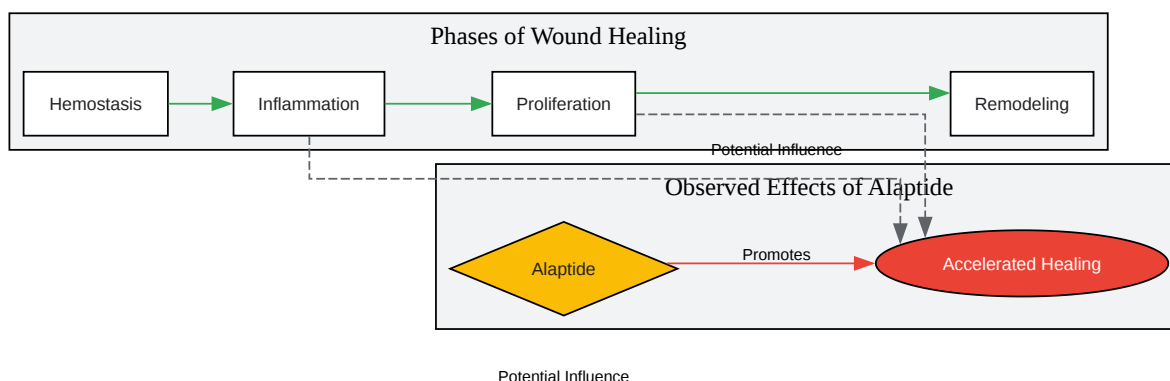 Phases of Wound Healing
Hemostasis
Inflammation
Proliferation
Remodeling
Potential Influence
Observed Effects of Alaptide
Alaptide
Promotes
Accelerated Healing
Potential Influence